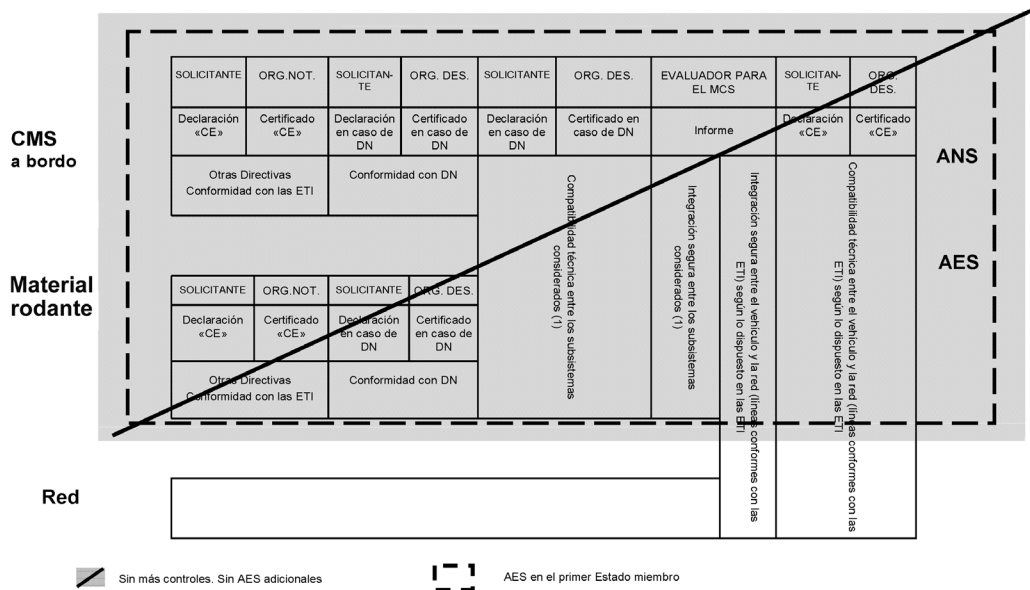 SOLICITANTE
ORG.NOT.
SOLICITAN-
TE
ORG. DES.
SOLICITANTE
ORG. DES.
EVALUADOR PARA
EL MCS
SOLICITAN-
TE
ORG.
DES.
CMS
a bordo
Declaración
«CE»
Certificado
«CE»
Declaración
en caso de
DN
Certificado
en caso de
DN
Declaración
en caso de
DN
Certificado en
caso de DN
Informe
Declaración
«CE»
Certificado
«CE»
ANS
Otras Directivas
Conformidad con las ETI
Conformidad con DN
Compatibilidad técnica entre los subsistemas
considerados (1)
Integración segura entre los subsistemas
considerados (1)
Integración segura entre el vehículo y la red (líneas conformes con las
ETI) según lo dispuesto en las ETI
Compatibilidad técnica entre el vehículo y la red (líneas conformes con las
ETI) según lo dispuesto en las ETI
AES
Material
rodante
SOLICITANTE
ORG.NOT.
SOLICITANTE
ORG. DES.
Declaración
«CE»
Certificado
«CE»
Declaración
en caso de
DN
Certificado
en caso de
DN
Otras Directivas
Conformidad con las ETI
Conformidad con DN
Red
Sin más controles. Sin AES adicionales
AES en el primer Estado miembro